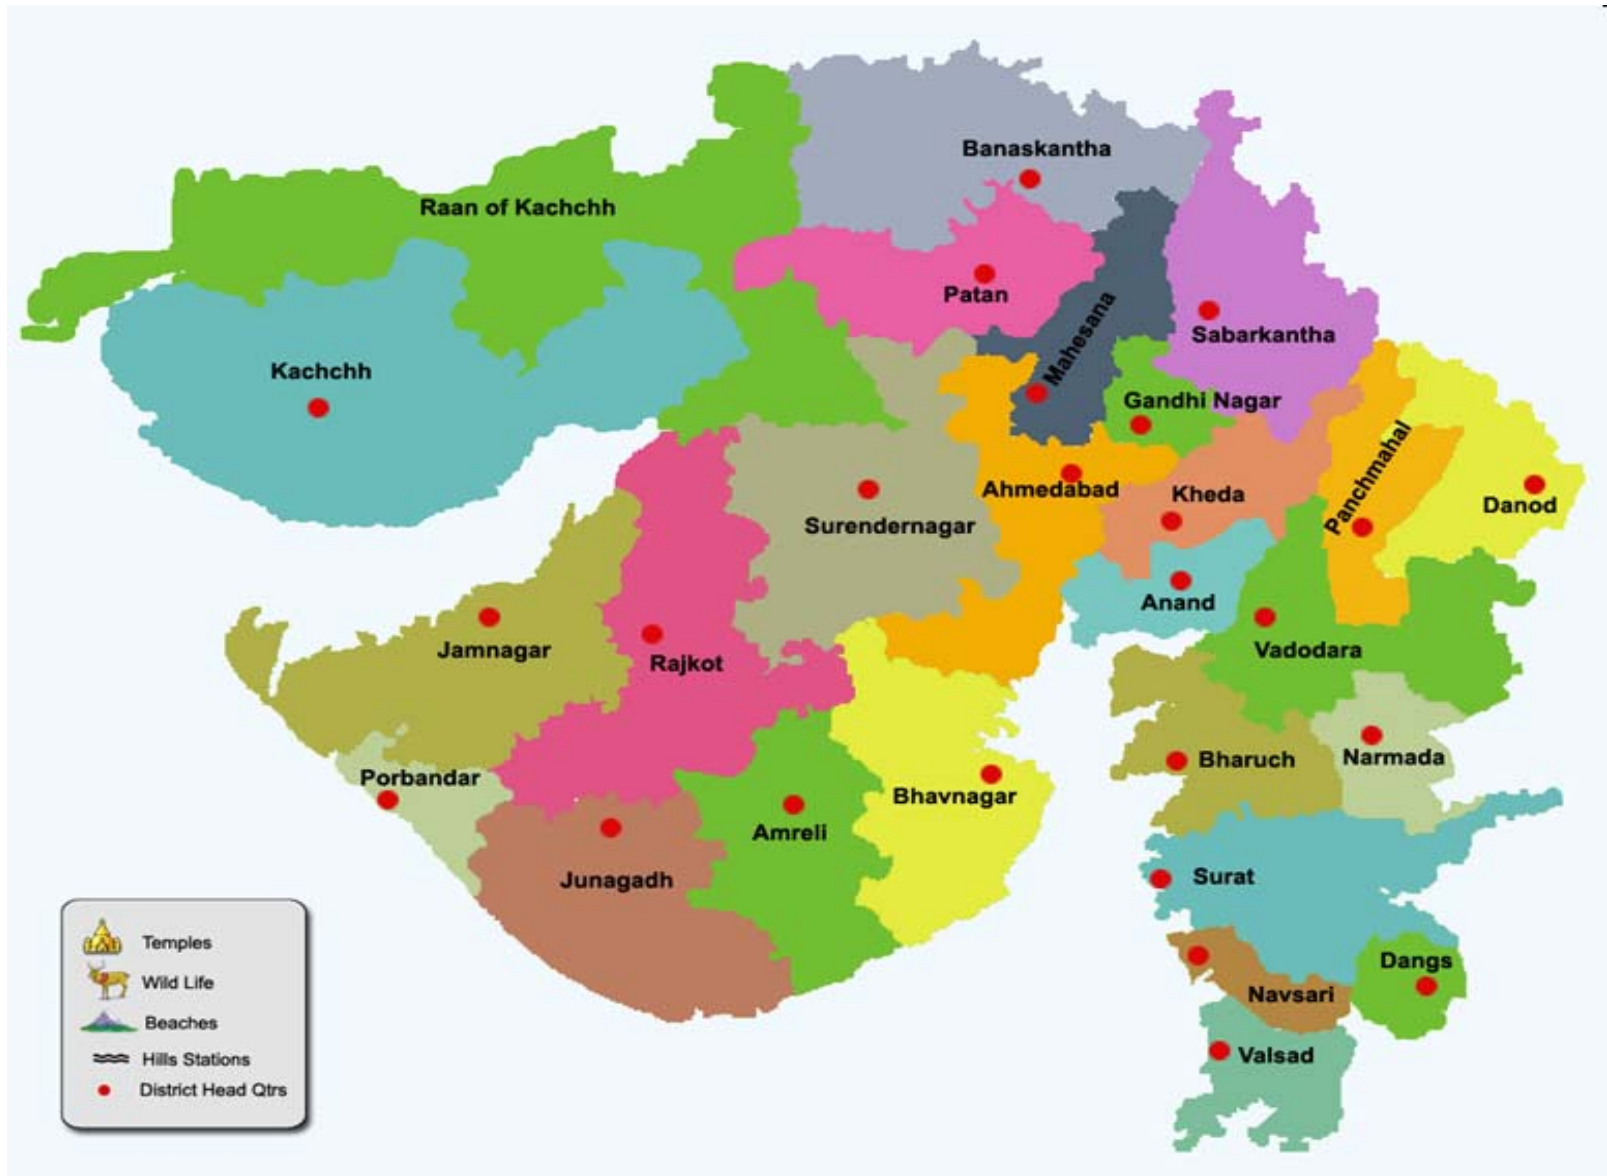 Banaskantha
Raan of Kachchh
Patan
Mahesana
Sabarkantha
Kachchh
Gandhi Nagar
Panchmahal
Ahmedabad
Kheda
Danod
Surendernagar
Anand
Jamnagar
Rajkot
Vadodara
Porbandar
Bhavnagar
Bharuch
Narmada
Amreli
Junagadh
Surat
Dangs
Navsari
Valsad
Temples
Wild Life
Beaches
Hills Stations
District Head Qtrs